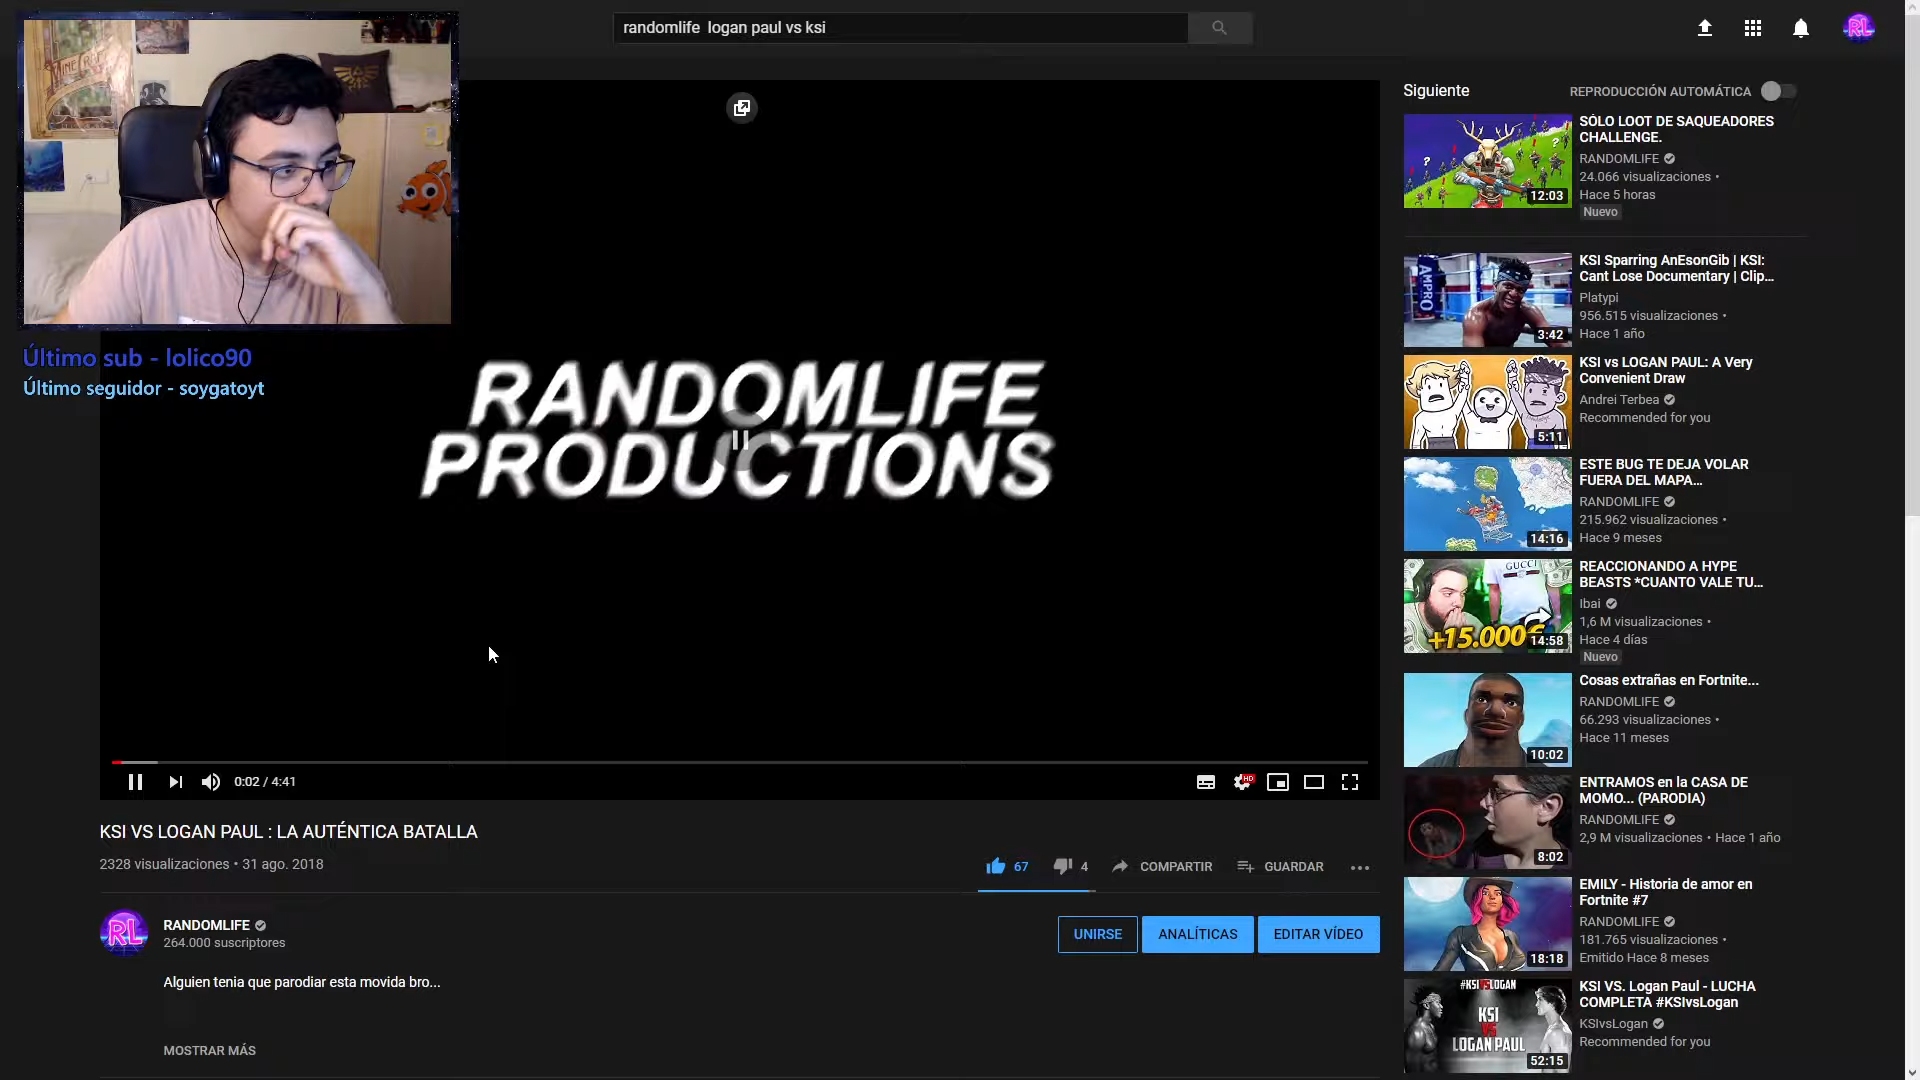 randomlife  logan paul vs ksi
RL
MINECRAFT
Último sub - lolico90
Último seguidor - soygatoyt
RANDOMLIFE
PRODUCTIONS
0:02 / 4:41
HD
KSI VS LOGAN PAUL : LA AUTÉNTICA BATALLA
2328 visualizaciones • 31 ago. 2018
67
4
COMPARTIR
GUARDAR
RL
RANDOMLIFE
264.000 suscriptores
UNIRSE
ANALÍTICAS
EDITAR VÍDEO
Alguien tenia que parodiar esta movida bro...
MOSTRAR MÁS
Siguiente
REPRODUCCIÓN AUTOMÁTICA
12:03
SÓLO LOOT DE SAQUEADORES
CHALLENGE.
RANDOMLIFE
24.066 visualizaciones •
Hace 5 horas
Nuevo
AMPRO
3:42
KSI Sparring AnEsonGib | KSI:
Cant Lose Documentary | Clip...
Platypi
956.515 visualizaciones •
Hace 1 año
5:11
KSI vs LOGAN PAUL: A Very
Convenient Draw
Andrei Terbea
Recommended for you
14:16
ESTE BUG TE DEJA VOLAR
FUERA DEL MAPA...
RANDOMLIFE
215.962 visualizaciones •
Hace 9 meses
GUCCI
+15.000€
14:58
REACCIONANDO A HYPE
BEASTS *CUANTO VALE TU...
Ibai
1,6 M visualizaciones •
Hace 4 días
Nuevo
10:02
Cosas extrañas en Fortnite...
RANDOMLIFE
66.293 visualizaciones •
Hace 11 meses
8:02
ENTRAMOS en la CASA DE
MOMO... (PARODIA)
RANDOMLIFE
2,9 M visualizaciones • Hace 1 año
18:18
EMILY - Historia de amor en
Fortnite #7
RANDOMLIFE
181.765 visualizaciones •
Emitido Hace 8 meses
#KSIVSLOGAN
KSI
VS
LOGAN PAUL
52:15
KSI VS. Logan Paul - LUCHA
COMPLETA #KSIvsLogan
KSIvsLogan
Recommended for you